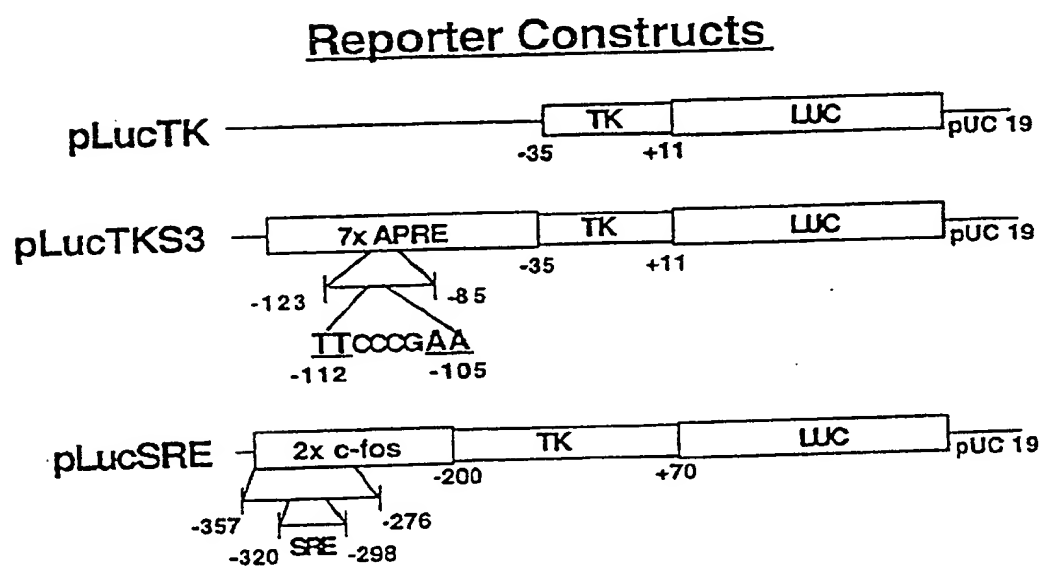 Reporter Constructs
pLucTK
TK
LUC
pUC 19
-35
+11
pLucTKS3
7x APRE
TK
LUC
pUC 19
-35
+11
-123
-85
TTCCCGAA
-112
-105
pLucSRE
2x c-fos
TK
LUC
pUC 19
-200
+70
-357
-276
-320
SRE
-298